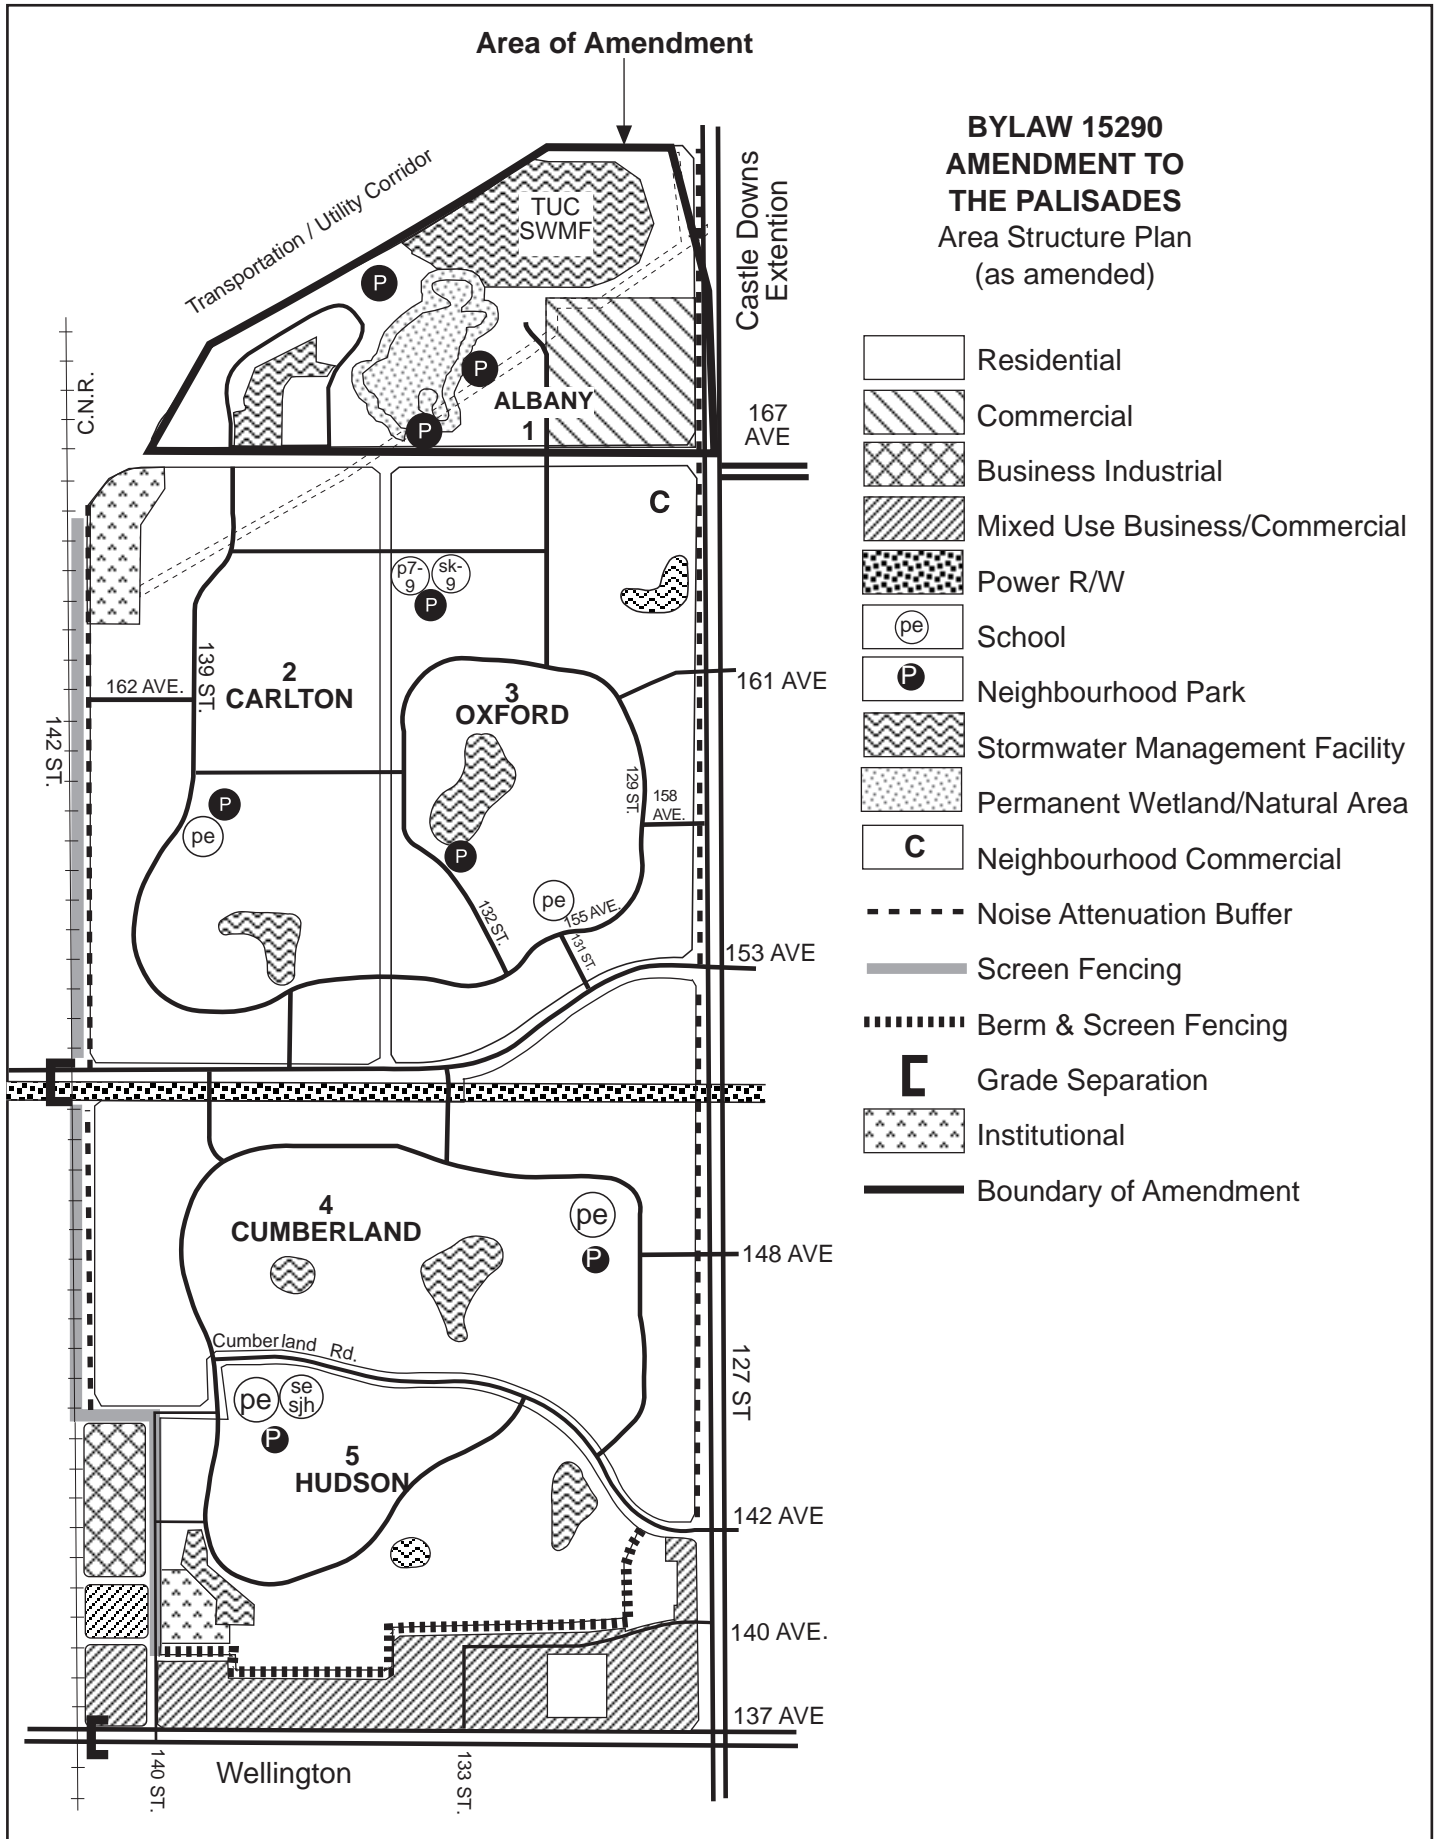 Area of Amendment
BYLAW 15290
AMENDMENT TO
THE PALISADES
Area Structure Plan
(as amended)
Transportation / Utility Corridor
TUC
SWMF
Castle Downs
Extention
P
P
P
ALBANY
1
C.N.R.
167
AVE
C
p7-
9
sk-
9
P
139 ST.
2
CARLTON
162 AVE.
3
OXFORD
161 AVE
142 ST.
129 ST.
158
AVE.
P
pe
P
pe
132 ST.
155 AVE.
131 ST.
153 AVE
4
CUMBERLAND
pe
P
148 AVE
Cumberland Rd.
127 ST
pe
se
sjh
P
5
HUDSON
142 AVE
140 AVE.
137 AVE
140 ST.
Wellington
133 ST.
Residential
Commercial
Business Industrial
Mixed Use Business/Commercial
Power R/W
pe
School
P
Neighbourhood Park
Stormwater Management Facility
Permanent Wetland/Natural Area
C
Neighbourhood Commercial
Noise Attenuation Buffer
Screen Fencing
Berm & Screen Fencing
Grade Separation
Institutional
Boundary of Amendment